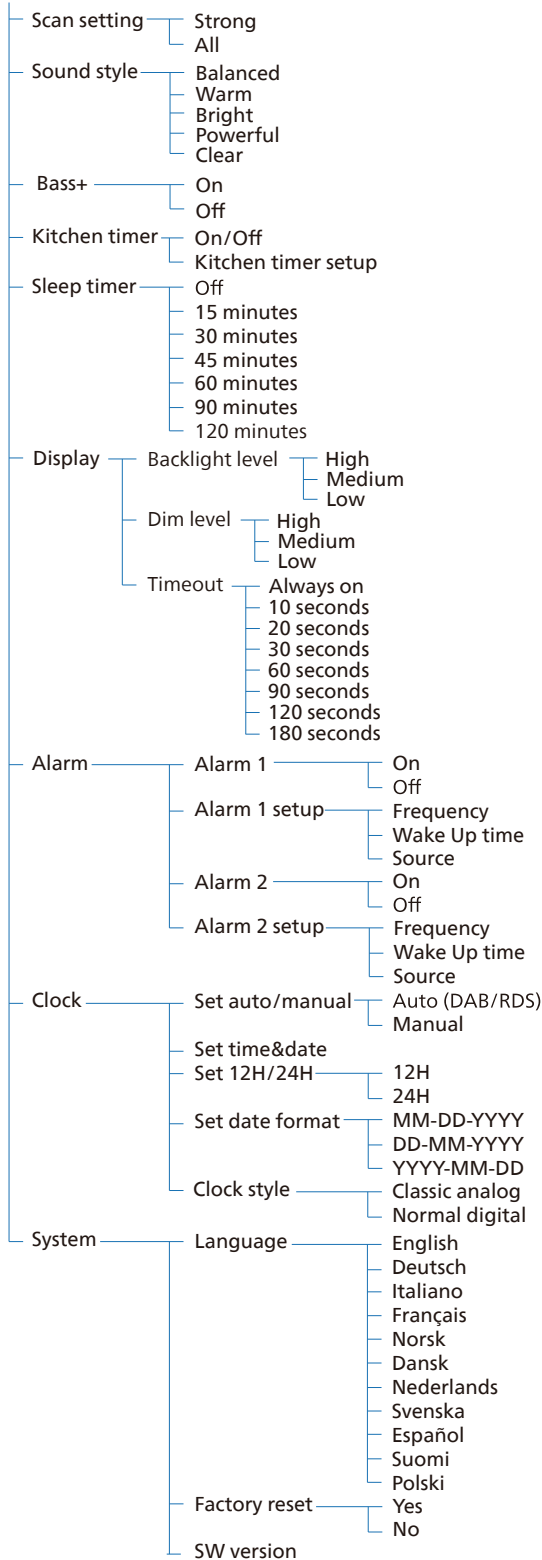 Scan setting Strong
All
Sound style Balanced
Warm
Bright
Powerful
Clear
Bass+ On
Off
Kitchen timer On/Off
Kitchen timer setup
Sleep timer Off
15 minutes
30 minutes
45 minutes
60 minutes
90 minutes
120 minutes
Display Backlight level High
Medium
Low
Dim level High
Medium
Low
Timeout Always on
10 seconds
20 seconds
30 seconds
60 seconds
90 seconds
120 seconds
180 seconds
Alarm Alarm 1 On
Off
Alarm 1 setup Frequency
Wake Up time
Source
Alarm 2 On
Off
Alarm 2 setup Frequency
Wake Up time
Source
Clock Set auto/manual Auto (DAB/RDS)
Manual
Set time&date
Set 12H/24H 12H
24H
Set date format MM-DD-YYYY
DD-MM-YYYY
YYYY-MM-DD
Clock style Classic analog
Normal digital
System Language English
Deutsch
Italiano
Français
Norsk
Dansk
Nederlands
Svenska
Español
Suomi
Polski
Factory reset Yes
No
SW version